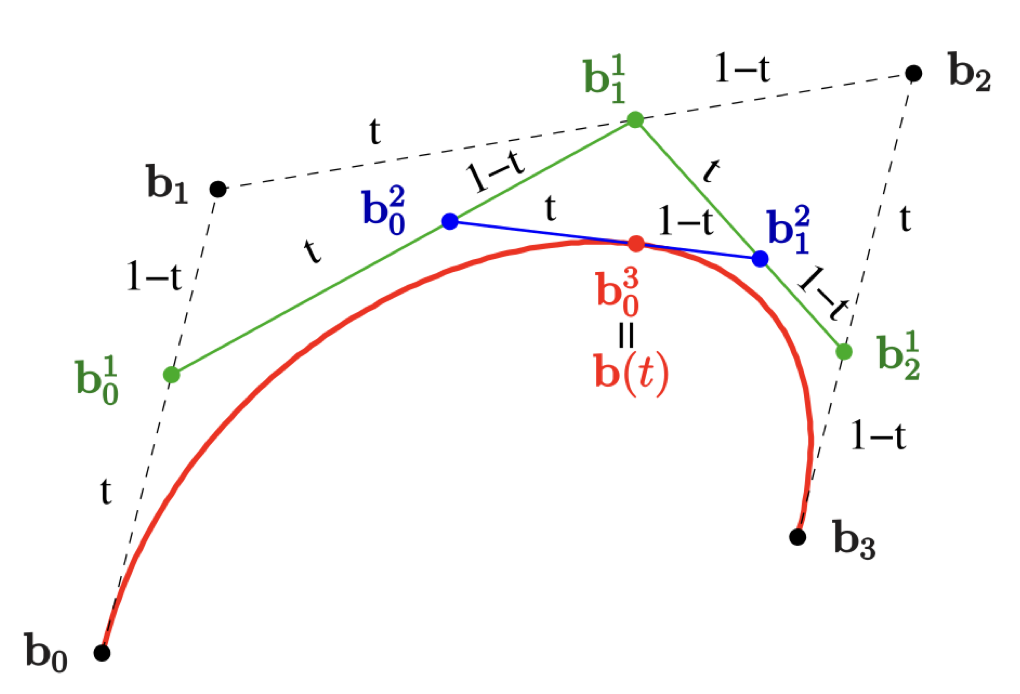 b₁¹
1–t
b₂
t
b₁
1–t
t
b₀²
t
1–t
b₁²
t
t
1–t
1–t
b₀³
=
b(t)
b₀¹
b₂¹
1–t
t
b₃
b₀